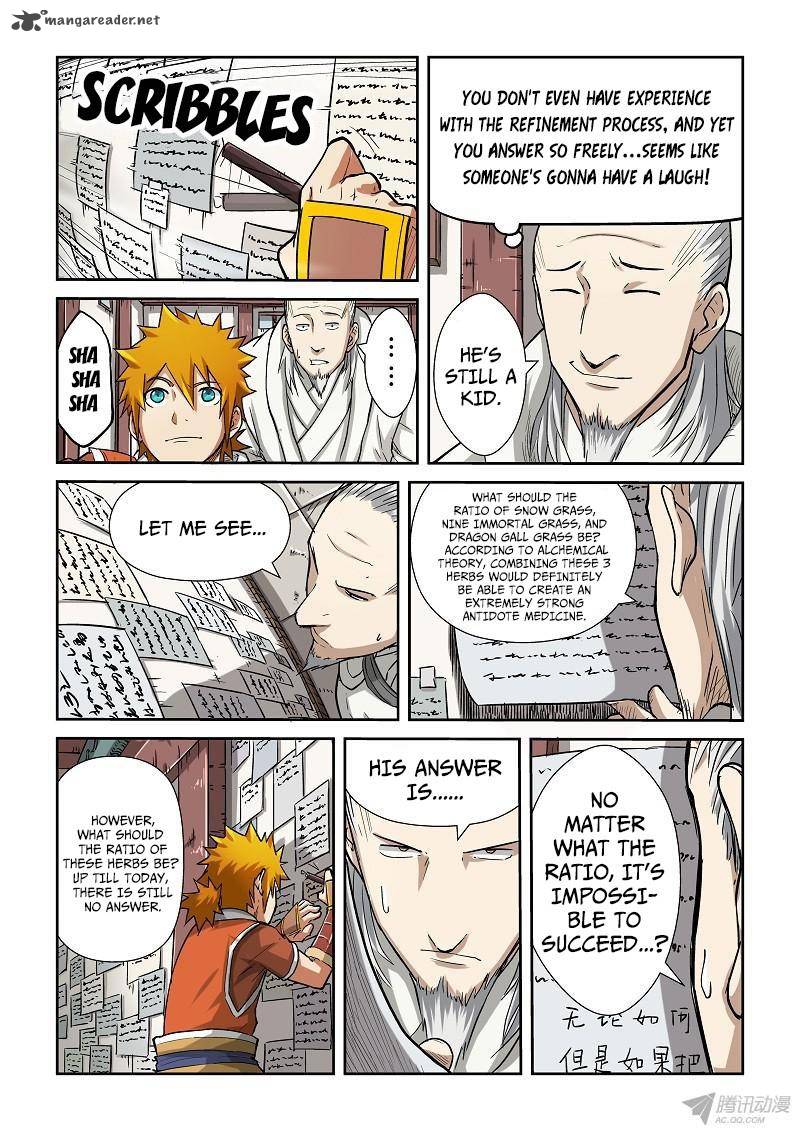 mangareader.net
SCRIBBLES
YOU DON'T EVEN HAVE EXPERIENCE
WITH THE REFINEMENT PROCESS, AND YET
YOU ANSWER SO FREELY...SEEMS LIKE
SOMEONE'S GONNA HAVE A LAUGH!
HE'S
STILL A
KID.
SHA
SHA
SHA
......
LET ME SEE...
WHAT SHOULD THE
RATIO OF SNOW GRASS,
NINE IMMORTAL GRASS, AND
DRAGON GALL GRASS BE?
ACCORDING TO ALCHEMICAL
THEORY, COMBINING THESE 3
HERBS WOULD DEFINITELY
BE ABLE TO CREATE AN
EXTREMELY STRONG
ANTIDOTE MEDICINE.
HOWEVER,
WHAT SHOULD
THE RATIO OF
THESE HERBS BE?
UP TILL TODAY,
THERE IS STILL
NO ANSWER.
HIS ANSWER
IS......
NO
MATTER
WHAT THE
RATIO, IT'S
IMPOSSI-
BLE TO
SUCCEED...?
无论如何
但是如果把
腾讯动漫
AC.QQ.COM